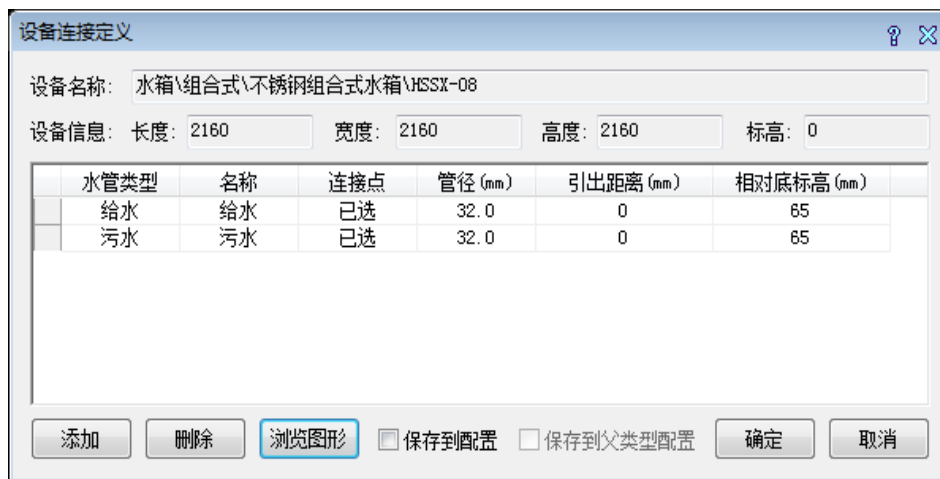 设备连接定义
设备名称: 水箱\组合式\不锈钢组合式水箱\HSSX-08
设备信息: 长度: 2160 宽度: 2160 高度: 2160 标高: 0
水管类型 名称 连接点 管径(mm) 引出距离(mm) 相对底标高(mm)
给水 给水 已选 32.0 0 65
污水 污水 已选 32.0 0 65
添加 删除 浏览图形 保存到配置 保存到父类型配置 确定 取消